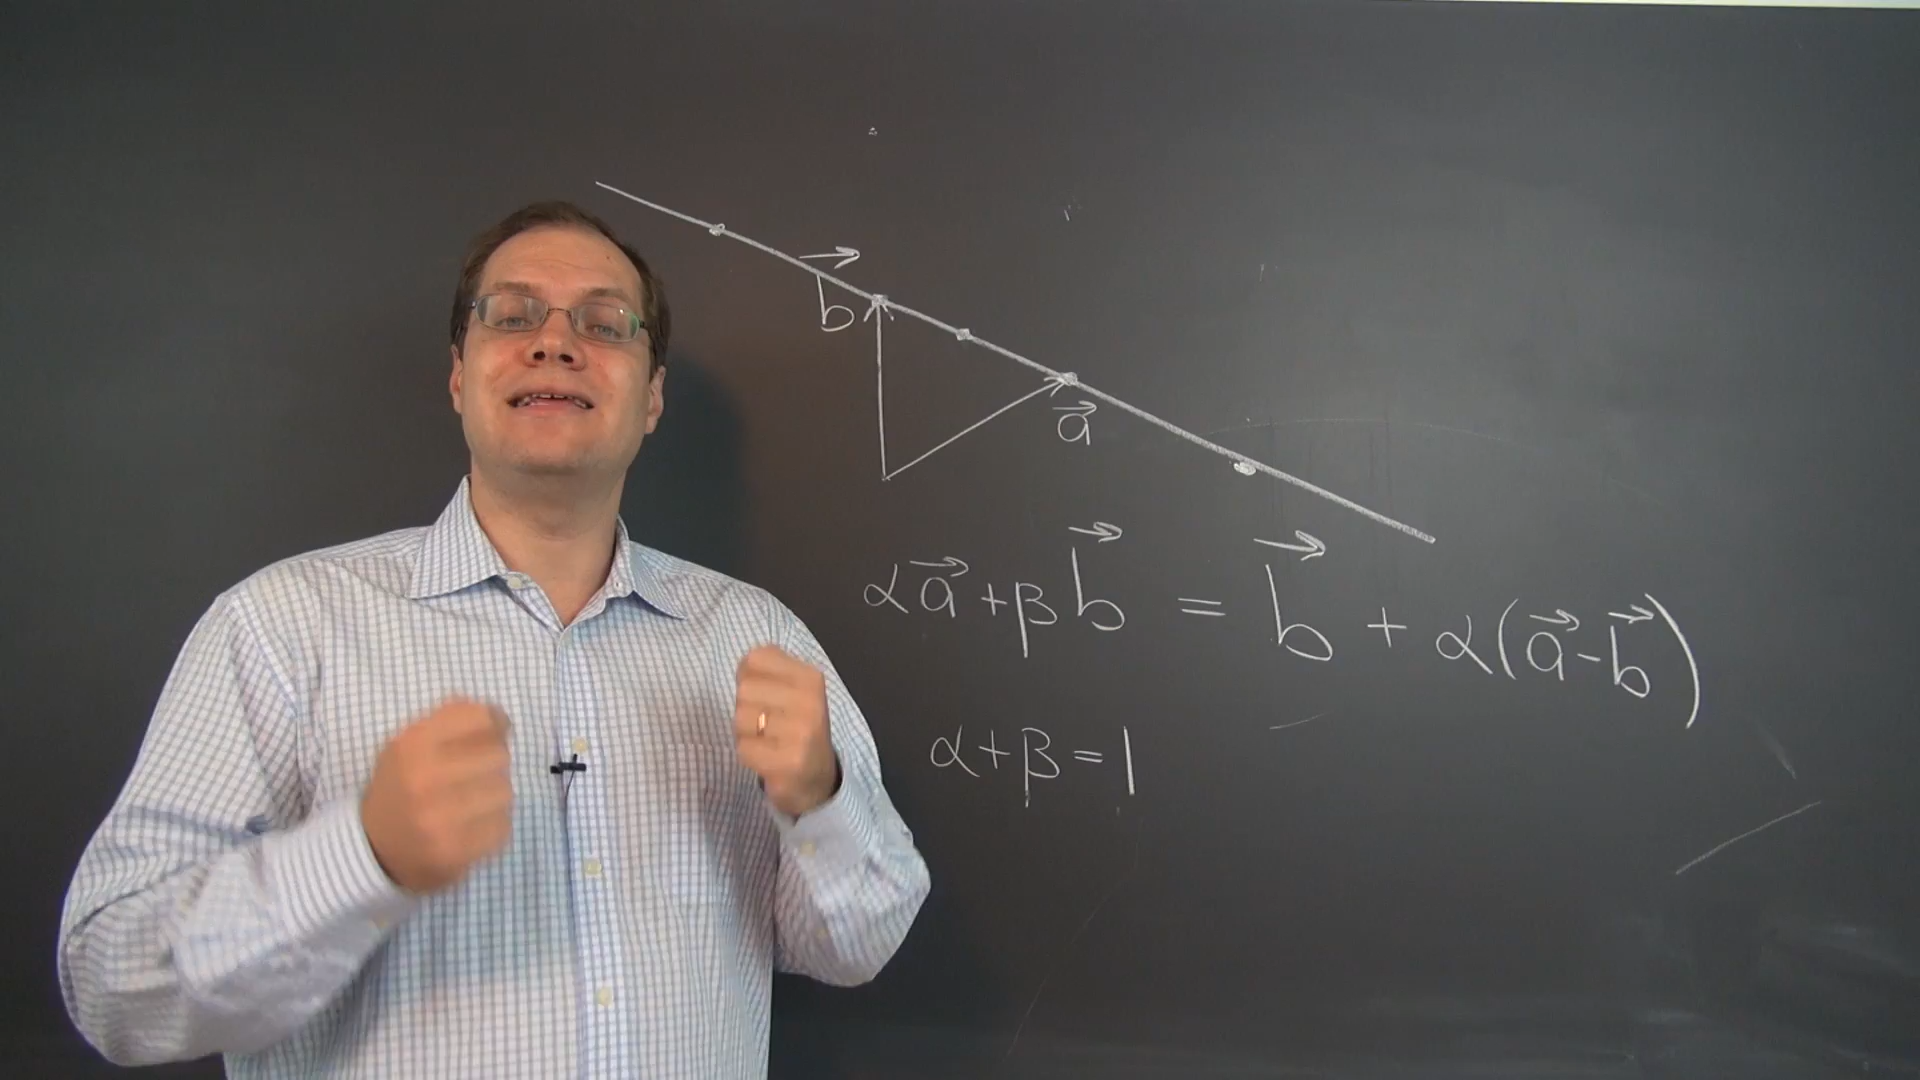 b⃗
a⃗
αa⃗ + βb⃗ = b⃗ + α(a⃗ - b⃗)
α + β = 1